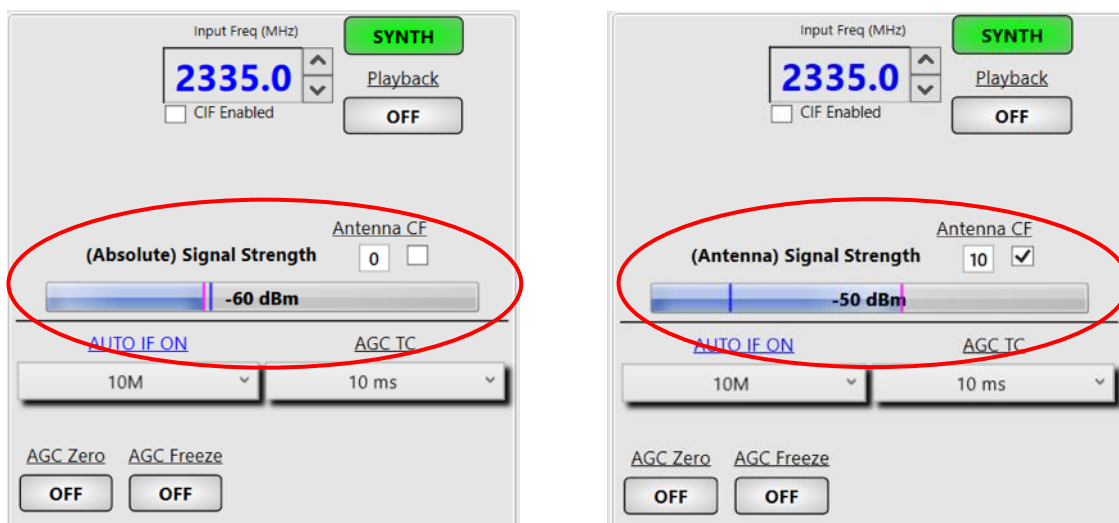 Input Freq (MHz)
SYNTH
2335.0
Playback
CIF Enabled
OFF
Antenna CF
(Absolute) Signal Strength
0
-60 dBm
AUTO IF ON
AGC TC
10M
10 ms
AGC Zero
AGC Freeze
OFF
OFF
Input Freq (MHz)
SYNTH
2335.0
Playback
CIF Enabled
OFF
Antenna CF
(Antenna) Signal Strength
10
-50 dBm
AUTO IF ON
AGC TC
10M
10 ms
AGC Zero
AGC Freeze
OFF
OFF